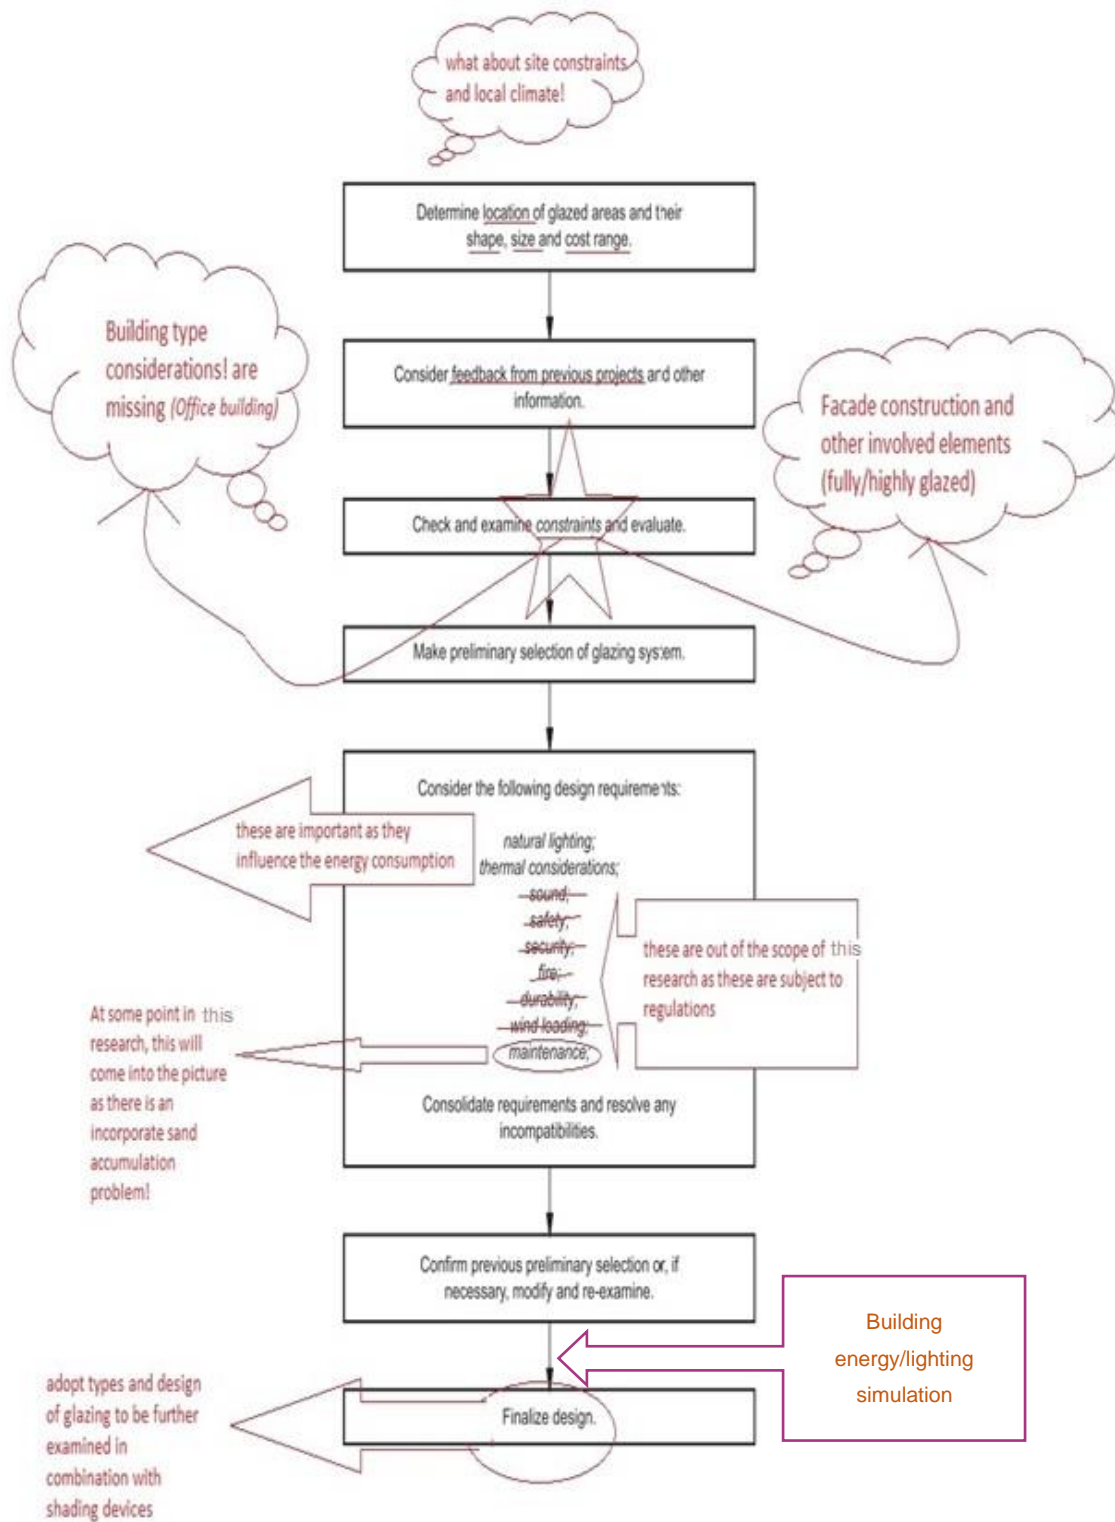 what about site constraints
and local climate!
Determine location of glazed areas and their
shape, size and cost range.
Building type
considerations! are
missing (Office building)
Consider feedback from previous projects and other
information.
Facade construction and
other involved elements
(fully/highly glazed)
Check and examine constraints and evaluate.
Make preliminary selection of glazing system.
Consider the following design requirements:
these are important as they
influence the energy consumption
natural lighting;
thermal considerations;
sound;
safety;
security;
fire;
durability;
wind loading;
maintenance;
these are out of the scope of this
research as these are subject to
regulations
At some point in this
research, this will
come into the picture
as there is an
incorporate sand
accumulation
problem!
Consolidate requirements and resolve any
incompatibilities.
Confirm previous preliminary selection or, if
necessary, modify and re-examine.
Building
energy/lighting
simulation
adopt types and design
of glazing to be further
examined in
combination with
shading devices
Finalize design.